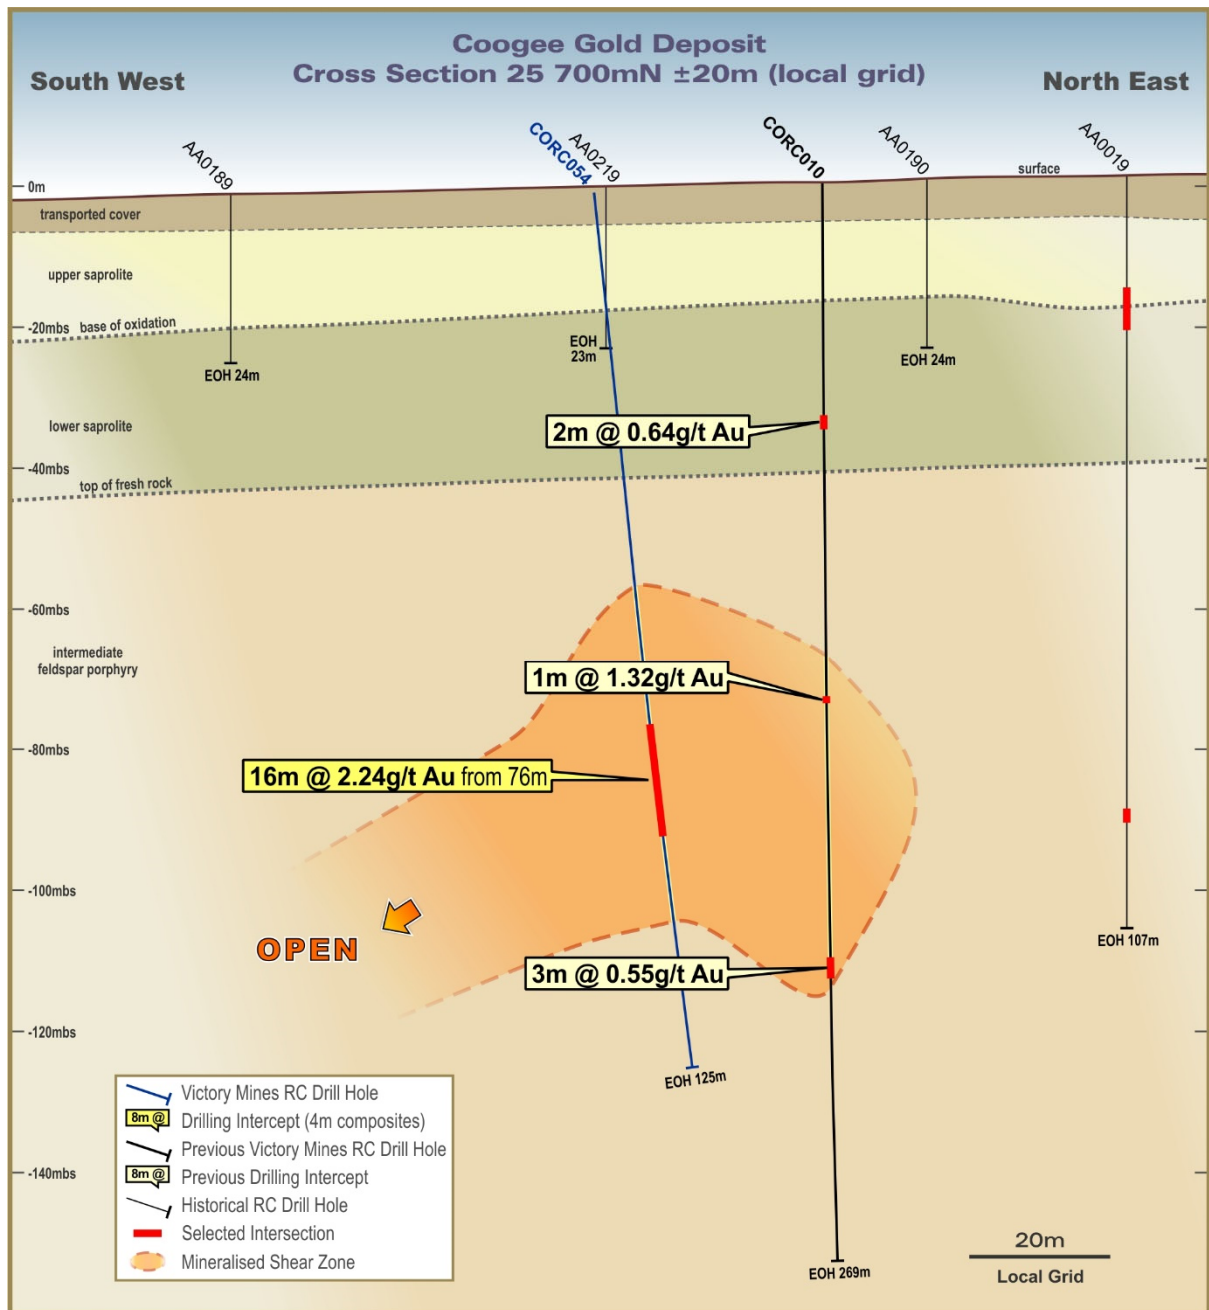 Coogee Gold Deposit
Cross Section 25 700mN ±20m (local grid)
South West
North East
AA0189
CORC054
AA0219
CORC010
AA0190
AA0019
surface
0m
transported cover
upper saprolite
-20mbs
base of oxidation
EOH 24m
EOH
23m
EOH 24m
lower saprolite
2m @ 0.64g/t Au
-40mbs
top of fresh rock
-60mbs
intermediate
feldspar porphyry
1m @ 1.32g/t Au
-80mbs
16m @ 2.24g/t Au from 76m
-100mbs
OPEN
EOH 107m
3m @ 0.55g/t Au
-120mbs
EOH 125m
-140mbs
EOH 269m
Victory Mines RC Drill Hole
8m @
Drilling Intercept (4m composites)
Previous Victory Mines RC Drill Hole
8m @
Previous Drilling Intercept
Historical RC Drill Hole
Selected Intersection
Mineralised Shear Zone
20m
Local Grid